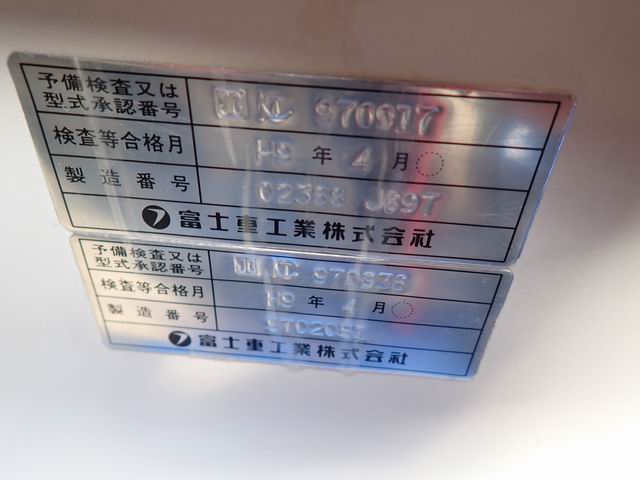 予備検査又は
型式承認番号
970617
検査等合格月 H9 年 4 月
製造番号 02388 J697
富士重工業株式会社
予備検査又は
型式承認番号
検査等合格月 H9 年 4 月
製造番号
富士重工業株式会社